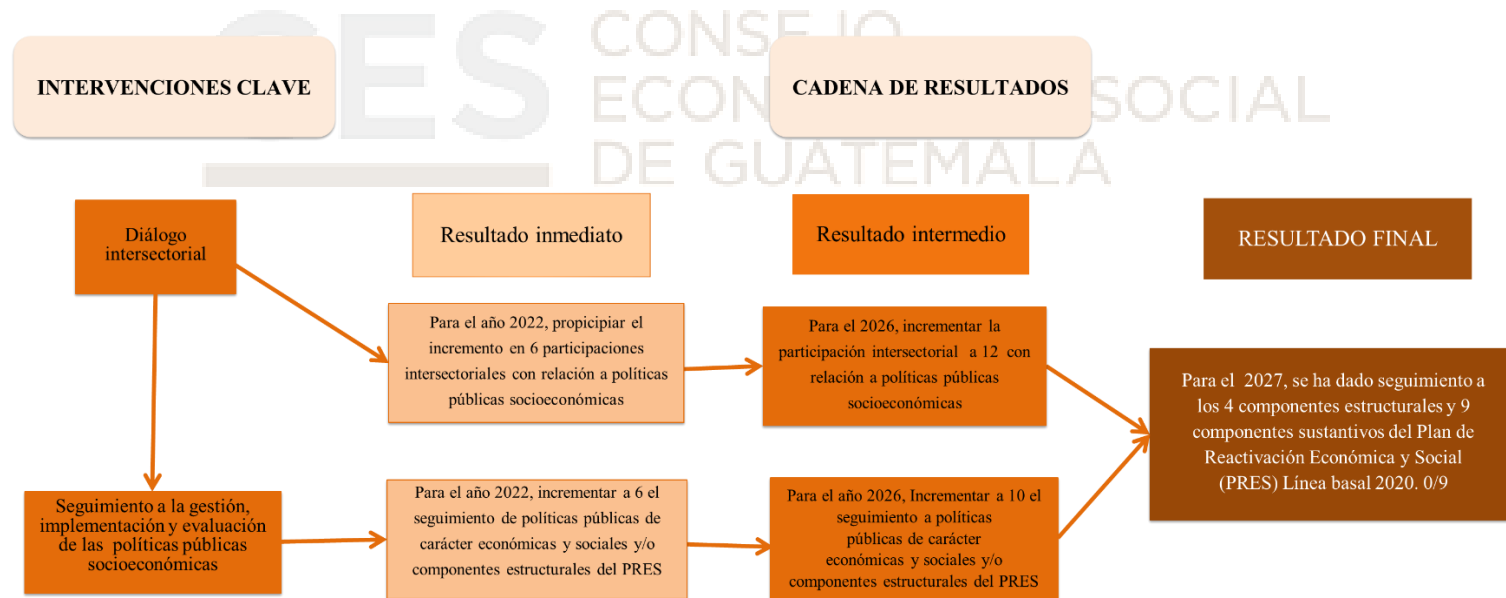 CES
CONSEJO
ECONÓMICO Y SOCIAL
DE GUATEMALA
INTERVENCIONES CLAVE
CADENA DE RESULTADOS
Diálogo
intersectorial
Resultado inmediato
Resultado intermedio
RESULTADO FINAL
Para el año 2022, propicipiar el
incremento en 6 participaciones
intersectoriales con relación a políticas
públicas socioeconómicas
Para el 2026, incrementar la
participación intersectorial a 12 con
relación a políticas públicas
socioeconómicas
Para el 2027, se ha dado seguimiento a
los 4 componentes estructurales y 9
componentes sustantivos del Plan de
Reactivación Económica y Social
(PRES) Línea basal 2020. 0/9
Seguimiento a la gestión,
implementación y evaluación
de las políticas públicas
socioeconómicas
Para el año 2022, incrementar a 6 el
seguimiento de políticas públicas de
carácter económicas y sociales y/o
componentes estructurales del PRES
Para el año 2026, Incrementar a 10 el
seguimiento a políticas
públicas de carácter
económicas y sociales y/o
componentes estructurales del PRES